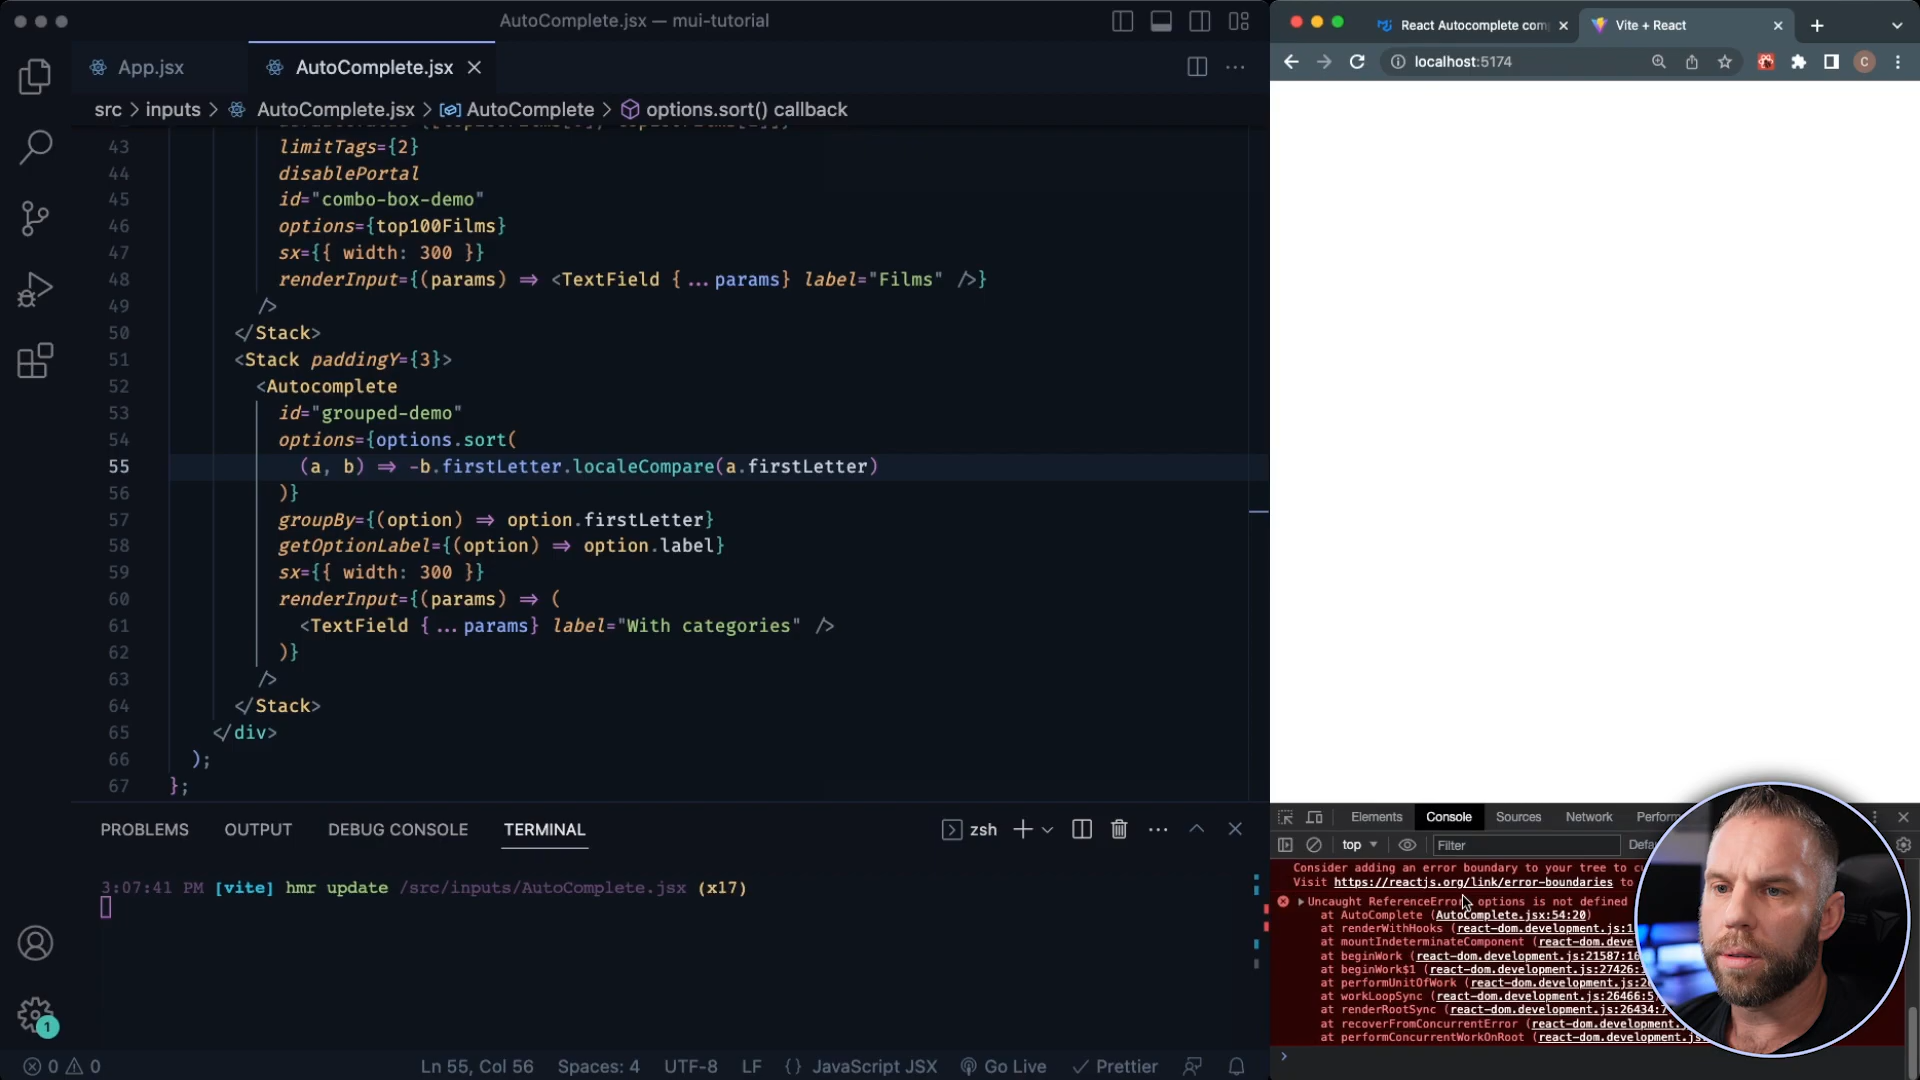 AutoComplete.jsx — mui-tutorial
App.jsx
AutoComplete.jsx
src > inputs > AutoComplete.jsx > AutoComplete > options.sort() callback
43 limitTags={2}
44 disablePortal
45 id="combo-box-demo"
46 options={top100Films}
47 sx={{ width: 300 }}
48 renderInput={(params) => <TextField {...params} label="Films" />}
49 />
50 </Stack>
51 <Stack paddingY={3}>
52 <Autocomplete
53 id="grouped-demo"
54 options={options.sort(
55 (a, b) => -b.firstLetter.localeCompare(a.firstLetter)
56 )}
57 groupBy={(option) => option.firstLetter}
58 getOptionLabel={(option) => option.label}
59 sx={{ width: 300 }}
60 renderInput={(params) => (
61 <TextField {...params} label="With categories" />
62 )}
63 />
64 </Stack>
65 </div>
66 );
67 };
PROBLEMS OUTPUT DEBUG CONSOLE TERMINAL
zsh
3:07:41 PM [vite] hmr update /src/inputs/AutoComplete.jsx (x17)
1
0 0
Ln 55, Col 56 Spaces: 4 UTF-8 LF {} JavaScript JSX Go Live Prettier
React Autocomplete com
Vite + React
localhost:5174
C
Elements Console Sources Network Perform
top
Filter
Defa
Consider adding an error boundary to your tree to cu
Visit https://reactjs.org/link/error-boundaries to
Uncaught ReferenceError: options is not defined
at AutoComplete (AutoComplete.jsx:54:20)
at renderWithHooks (react-dom.development.js:1
at mountIndeterminateComponent (react-dom.deve
at beginWork (react-dom.development.js:21587:16
at beginWork$1 (react-dom.development.js:27426:
at performUnitOfWork (react-dom.development.js:26
at workLoopSync (react-dom.development.js:26466:5)
at renderRootSync (react-dom.development.js:26434:7
at recoverFromConcurrentError (react-dom.development.j
at performConcurrentWorkOnRoot (react-dom.development.js